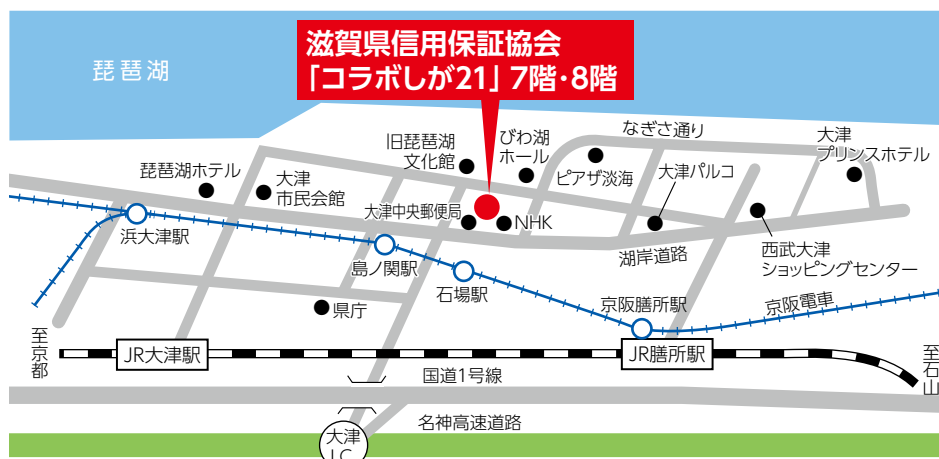 滋賀県信用保証協会
「コラボしが21」7階・8階
琵琶湖
旧琵琶湖
文化館
びわ湖
ホール
なぎさ通り
大津
プリンスホテル
琵琶湖ホテル
大津
市民会館
ピアザ淡海
大津パルコ
大津中央郵便局
NHK
浜大津駅
島ノ関駅
湖岸道路
西武大津
ショッピングセンター
石場駅
県庁
京阪膳所駅
京阪電車
至京都
JR大津駅
JR膳所駅
至石山
国道1号線
名神高速道路
大津
I.C